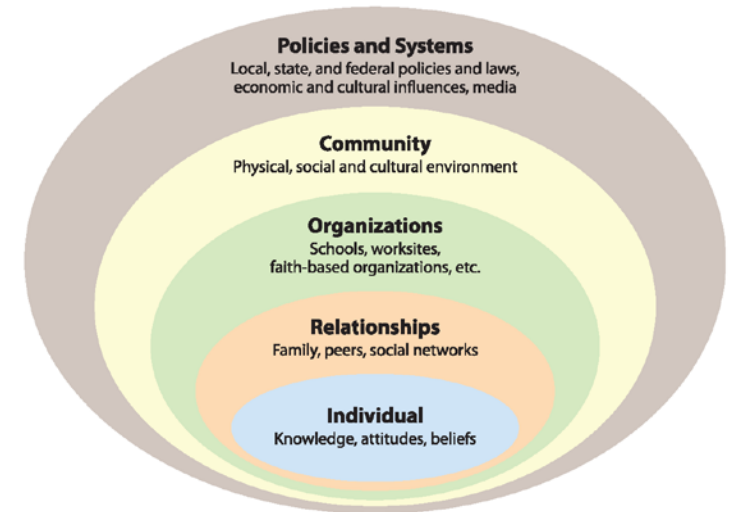 Policies and Systems
Local, state, and federal policies and laws,
economic and cultural influences, media
Community
Physical, social and cultural environment
Organizations
Schools, worksites,
faith-based organizations, etc.
Relationships
Family, peers, social networks
Individual
Knowledge, attitudes, beliefs